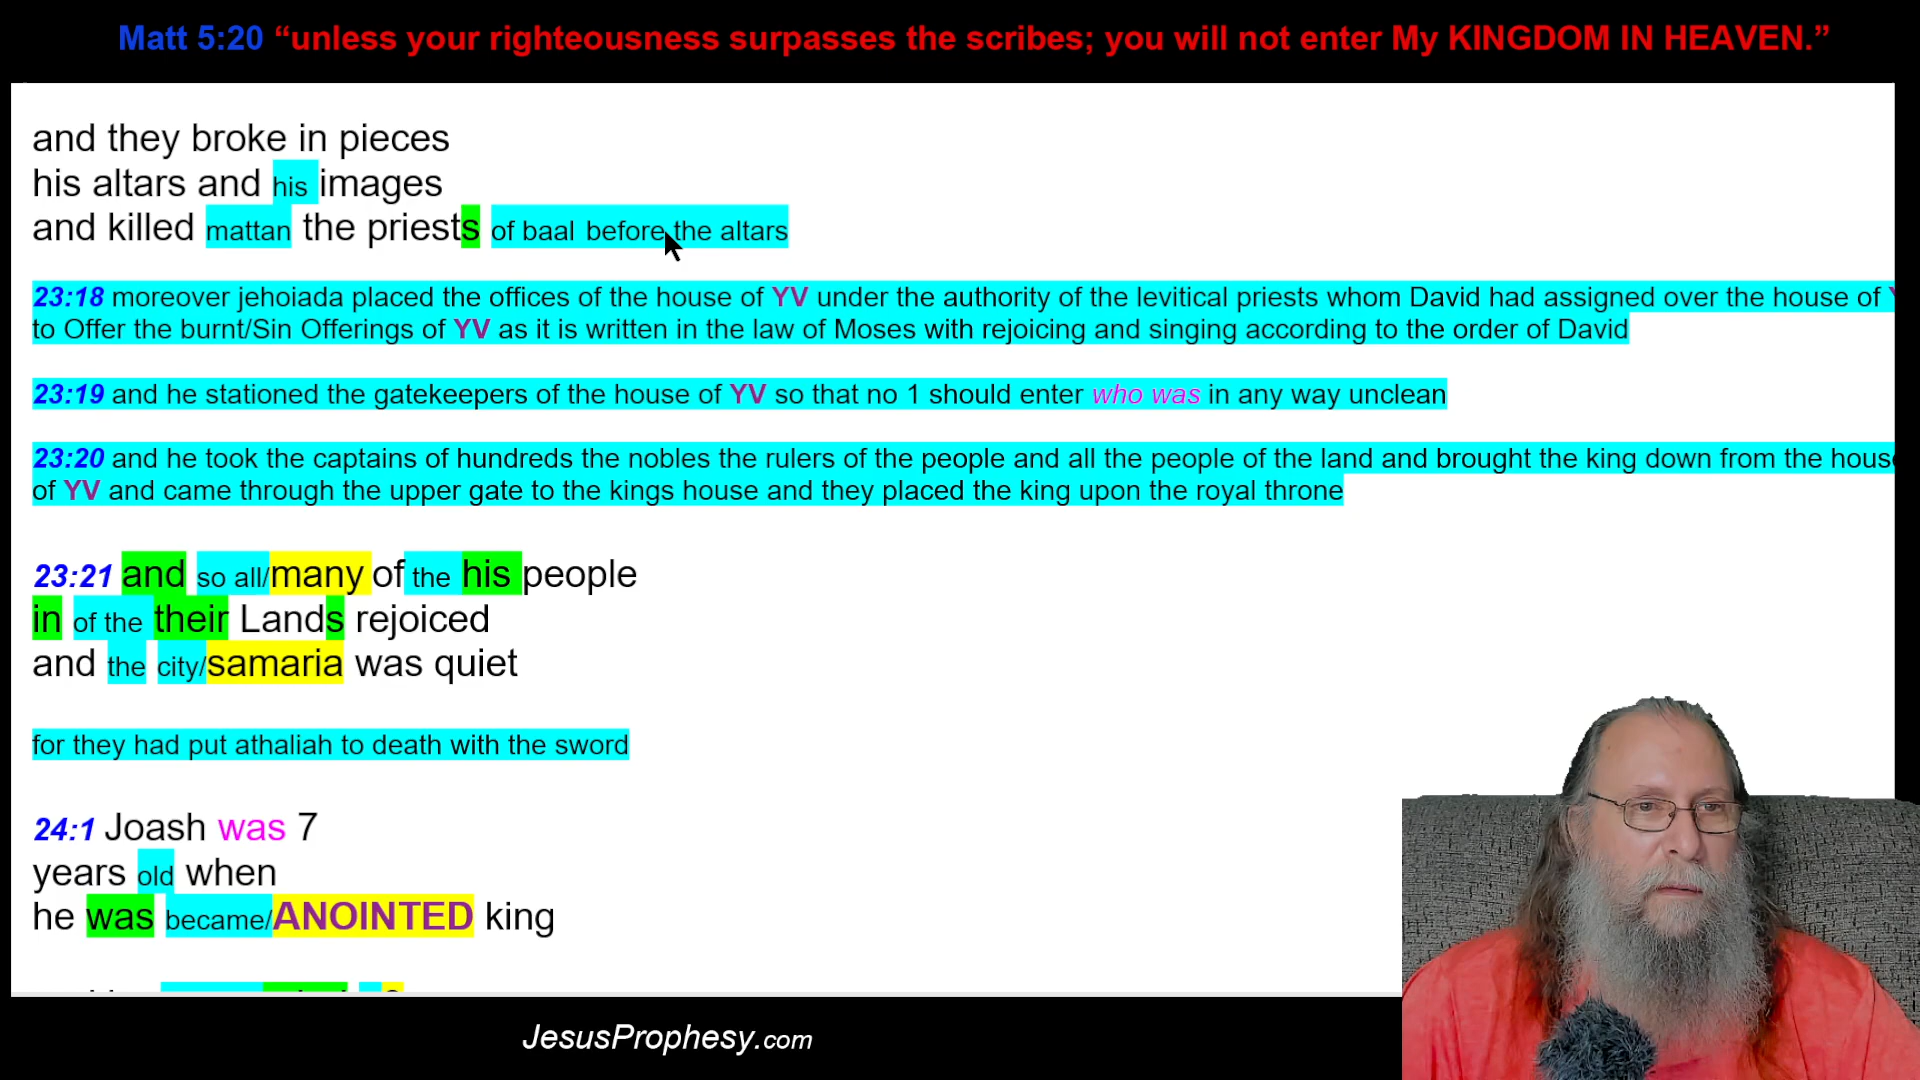 Matt 5:20 “unless your righteousness surpasses the scribes; you will not enter My KINGDOM IN HEAVEN.”
and they broke in pieces
his altars and his images
and killed mattan the priests of baal before the altars
23:18 moreover jehoiada placed the offices of the house of YV under the authority of the levitical priests whom David had assigned over the house of
to Offer the burnt/Sin Offerings of YV as it is written in the law of Moses with rejoicing and singing according to the order of David
23:19 and he stationed the gatekeepers of the house of YV so that no 1 should enter who was in any way unclean
23:20 and he took the captains of hundreds the nobles the rulers of the people and all the people of the land and brought the king down from the
of YV and came through the upper gate to the kings house and they placed the king upon the royal throne
23:21 and so all/many of the his people
in of the their Lands rejoiced
and the city/samaria was quiet
for they had put athaliah to death with the sword
24:1 Joash was 7
years old when
he was became/ANOINTED king
JesusProphesy.com